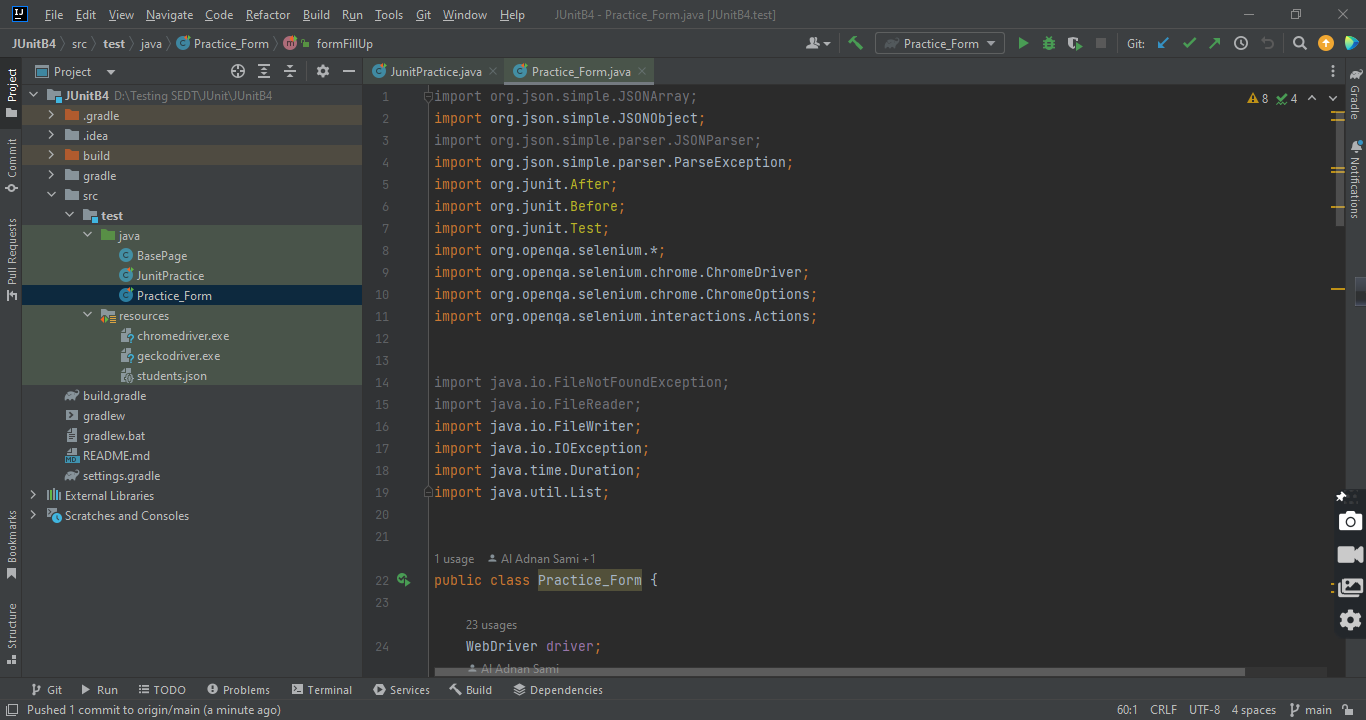 File Edit View Navigate Code Refactor Build Run Tools Git Window Help JUnitB4 - Practice_Form.java [JUnitB4.test]
JUnitB4 src test java Practice_Form m formFillUp Practice_Form Git:
Project
JunitPractice.java Practice_Form.java
JUnitB4 D:\Testing SEDT\JUnit\JUnitB4
.gradle
.idea
build
gradle
src
test
java
BasePage
JunitPractice
Practice_Form
resources
chromedriver.exe
geckodriver.exe
students.json
build.gradle
gradlew
gradlew.bat
README.md
settings.gradle
External Libraries
Scratches and Consoles
Project
Commit
Pull Requests
Bookmarks
Structure
8 4
1 import org.json.simple.JSONArray;
2 import org.json.simple.JSONObject;
3 import org.json.simple.parser.JSONParser;
4 import org.json.simple.parser.ParseException;
5 import org.junit.After;
6 import org.junit.Before;
7 import org.junit.Test;
8 import org.openqa.selenium.*;
9 import org.openqa.selenium.chrome.ChromeDriver;
10 import org.openqa.selenium.chrome.ChromeOptions;
11 import org.openqa.selenium.interactions.Actions;
12
13
14 import java.io.FileNotFoundException;
15 import java.io.FileReader;
16 import java.io.FileWriter;
17 import java.io.IOException;
18 import java.time.Duration;
19 import java.util.List;
20
21
1 usage Al Adnan Sami +1
22 public class Practice_Form {
23
23 usages
24 WebDriver driver;
Al Adnan Sami
Gradle
Notifications
Git Run TODO Problems Terminal Services Build Dependencies
Pushed 1 commit to origin/main (a minute ago) 60:1 CRLF UTF-8 4 spaces main